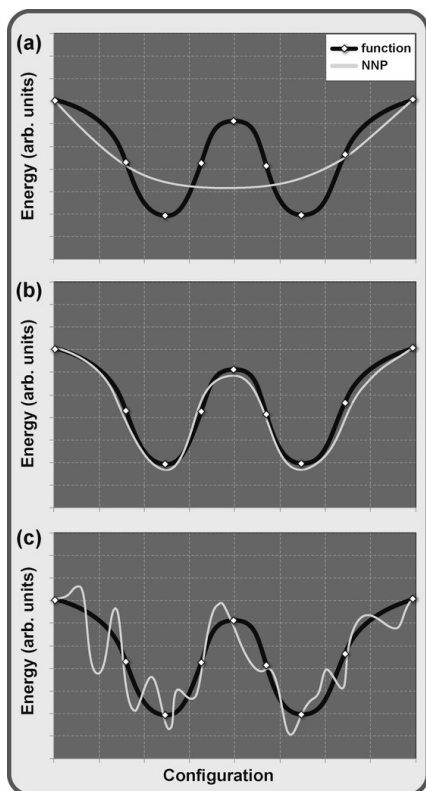 (a)
function
NNP
Energy (arb. units)
(b)
Energy (arb. units)
(c)
Energy (arb. units)
Configuration